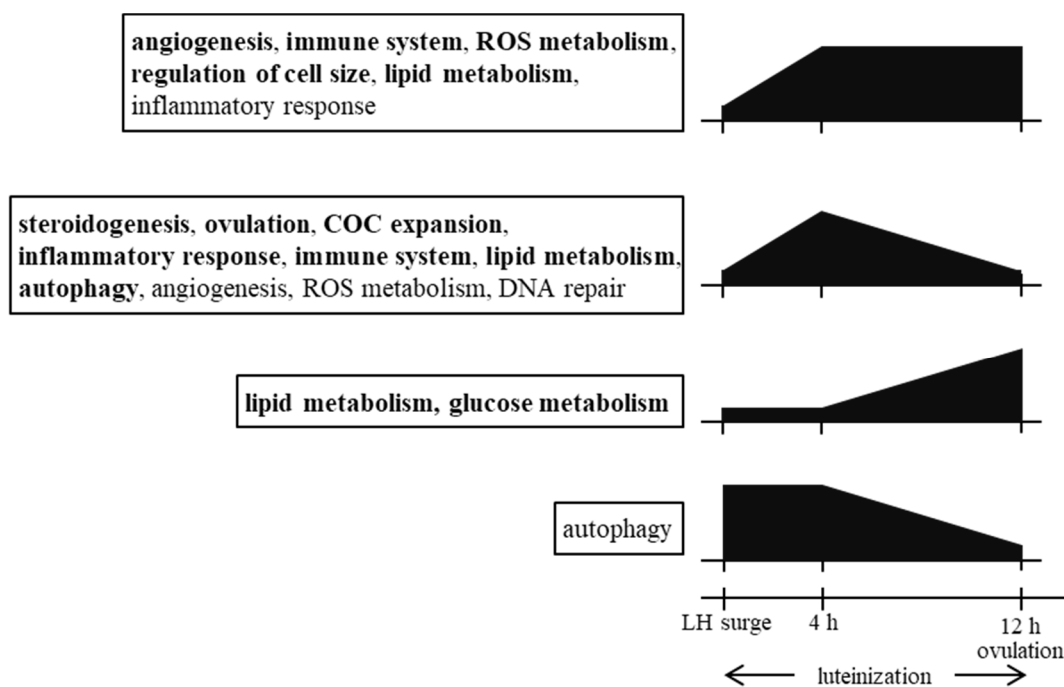 angiogenesis, immune system, ROS metabolism,
regulation of cell size, lipid metabolism,
inflammatory response
steroidogenesis, ovulation, COC expansion,
inflammatory response, immune system, lipid metabolism,
autophagy, angiogenesis, ROS metabolism, DNA repair
lipid metabolism, glucose metabolism
autophagy
LH surge 4 h 12 h
ovulation
luteinization